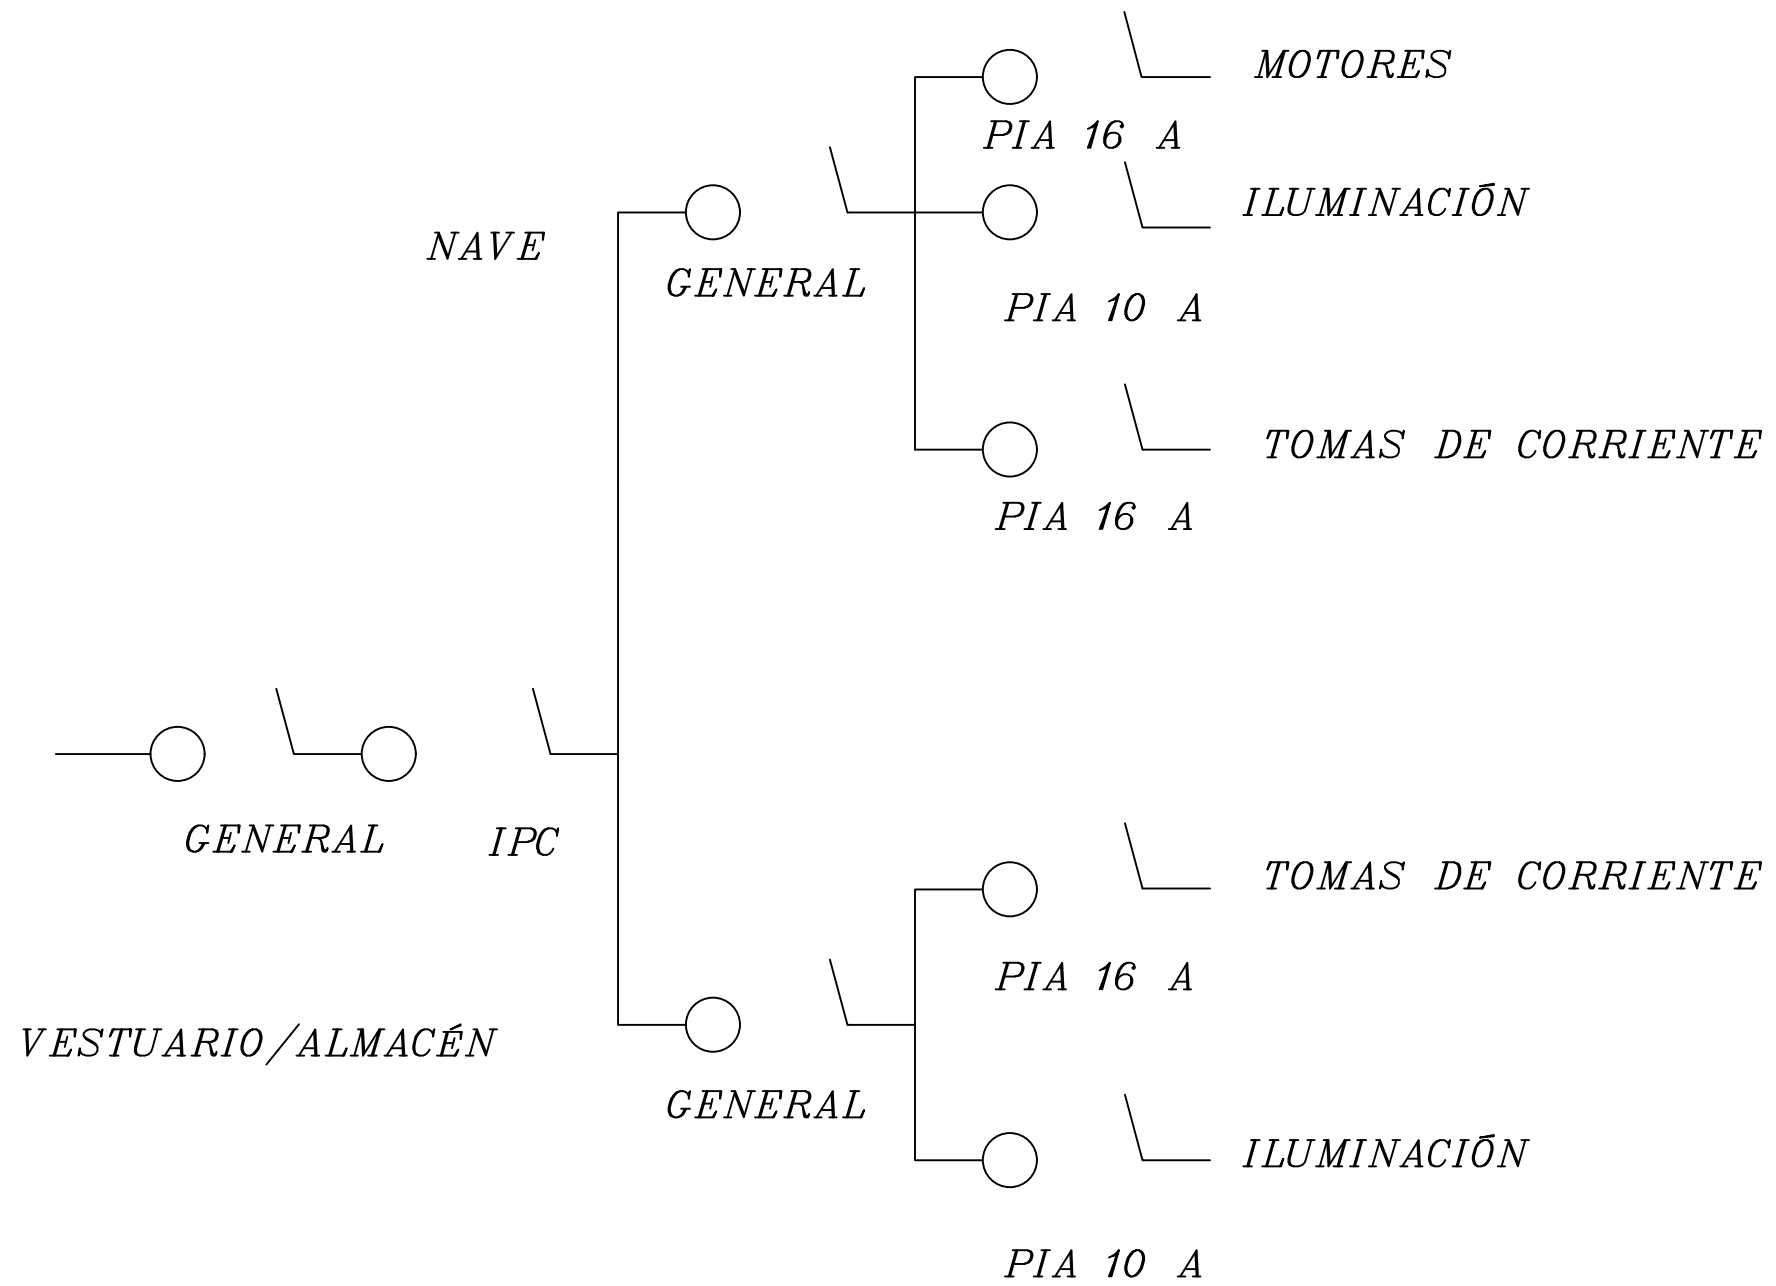 MOTORES
PIA 16 A
ILUMINACIÓN
NAVE
GENERAL
PIA 10 A
TOMAS DE CORRIENTE
PIA 16 A
GENERAL
IPC
TOMAS DE CORRIENTE
PIA 16 A
VESTUARIO/ALMACÉN
GENERAL
ILUMINACIÓN
PIA 10 A